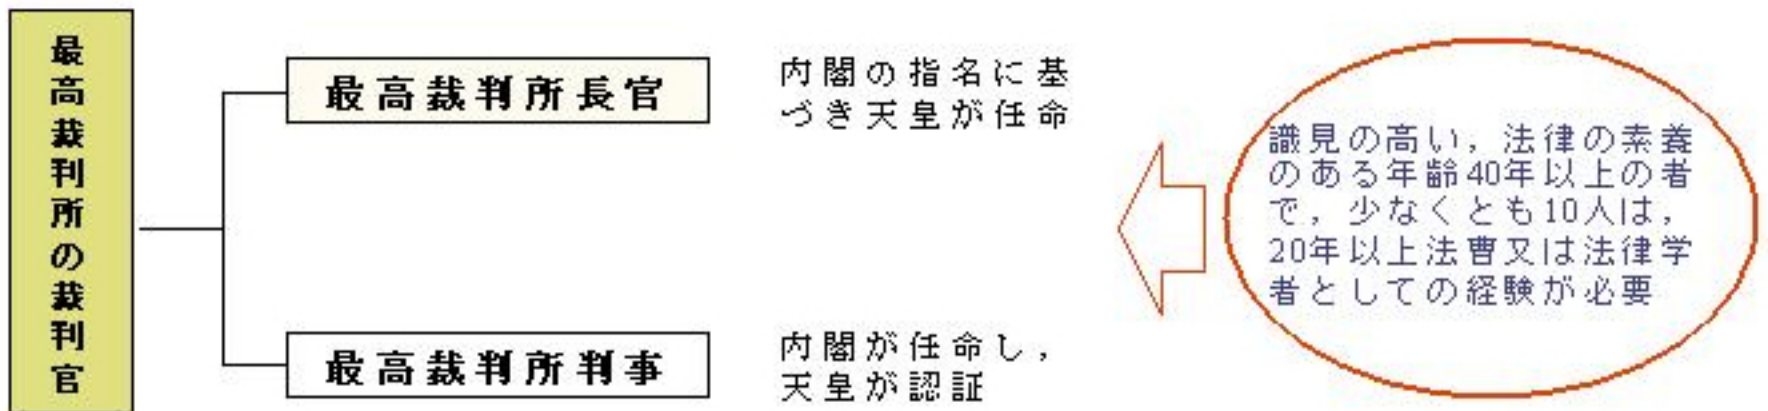 最高裁判所の裁判官
最高裁判所長官
内閣の指名に基
づき天皇が任命
識見の高い，法律の素養
のある年齢40年以上の者
で，少なくとも10人は，
20年以上法曹又は法律学
者としての経験が必要
最高裁判所判事
内閣が任命し，
天皇が認証